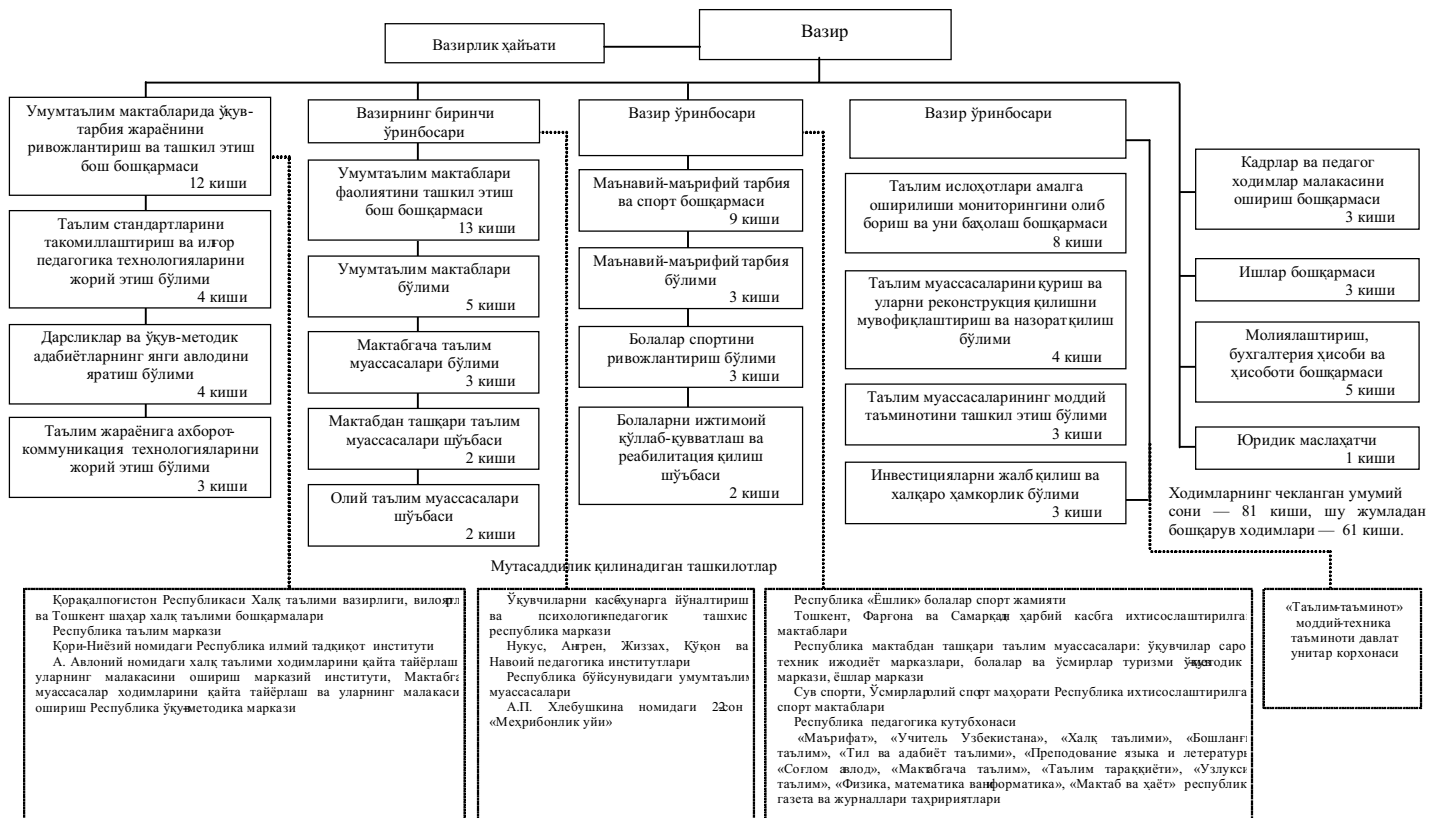 Вазир
Вазирлик ҳайъати
Умумтаълим мактабларида ўқув-
тарбия жараёнини
ривожлантириш ва ташкил этиш
бош бошқармаси
12 киши
Таълим стандартларини
такомиллаштириш ва илғор
педагогика технологияларини
жорий этиш бўлими
4 киши
Дарсликлар ва ўқув-методик
адабиётларнинг янги авлодини
яратиш бўлими
4 киши
Таълим жараёнига ахборот-
коммуникация технологияларини
жорий этиш бўлими
3 киши
Вазирнинг биринчи
ўринбосари
Умумтаълим мактаблари
фаолиятини ташкил этиш
бош бошқармаси
13 киши
Умумтаълим мактаблари
бўлими
5 киши
Мактабгача таълим
муассасалари бўлими
3 киши
Мактабдан ташқари таълим
муассасалари шўъбаси
2 киши
Олий таълим муассасалари
шўъбаси
2 киши
Вазир ўринбосари
Маънавий-маърифий тарбия
ва спорт бошқармаси
9 киши
Маънавий-маърифий тарбия
бўлими
3 киши
Болалар спортини
ривожлантириш бўлими
3 киши
Болаларни ижтимоий
қўллаб-қувватлаш ва
реабилитация қилиш
шўъбаси
2 киши
Вазир ўринбосари
Таълим ислоҳотлари амалга
оширилиши мониторингини олиб
бориш ва уни баҳолаш бошқармаси
8 киши
Таълим муассасаларини қуриш ва
уларни реконструкция қилишни
мувофиқлаштириш ва назорат қилиш
бўлими
4 киши
Таълим муассасаларининг моддий
таъминотини ташкил этиш бўлими
3 киши
Инвестицияларни жалб қилиш ва
халқаро ҳамкорлик бўлими
3 киши
Кадрлар ва педагог
ходимлар малакасини
ошириш бошқармаси
3 киши
Ишлар бошқармаси
3 киши
Молиялаштириш,
бухгалтерия ҳисоби ва
ҳисоботи бошқармаси
5 киши
Юридик маслаҳатчи
1 киши
Ходимларнинг чекланган умумий
сони — 81 киши, шу жумладан
бошқарув ходимлари — 61 киши.
Мутасаддилик қилинадиган ташкилотлар
Қорақалпоғистон Республикаси Халқ таълими вазирлиги,
ва Тошкент шаҳар халқ таълими бошқармалари
Республика таълим маркази
Қори-Ниёзий номидаги Республика илмий тадқиқот институти
А. Авлоний номидаги халқ таълими ходимларини қайта тайёрлаш
уларнинг малакасини ошириш марказий институти,
муассасалар ходимларини қайта тайёрлаш ва уларнинг малакаси
ошириш Республика ўқув-методика маркази
Ўқувчиларни касб-ҳунарга йўналтириш
ва психологик-педагогик ташхис
республика маркази
Нукус, Ангрен, Жиззах, Қўқон ва
Навоий педагогика институтлари
Республика бўйсунувидаги умумтаълим
муассасалари
А.П. Хлебушкина номидаги 22-сон
«Меҳрибонлик уйи»
Республика «Ёшлик» болалар спорт жамияти
Тошкент, Фарғона ва Самарқанд ҳарбий касбга ихтисослаштирилга
мактаблари
Республика мактабдан ташқари таълим муассасалари: ўқувчилар саро
техник ижодиёт марказлари, болалар ва ўсмирлар туризми ўқув-методик
маркази, ёшлар маркази
Сув спорти, Ўсмирлар олий спорт маҳорати Республика ихтисослаштирилга
спорт мактаблари
Республика педагогика кутубхонаси
«Маърифат», «Учитель Узбекистана», «Халқ таълими», «Бошланғ
таълим», «Тил ва адабиёт таълими», «Преподование языка и летератур
«Соғлом авлод», «Мактабгача таълим», «Таълим тараққиёти», «Узлукс
таълим», «Физика, математика ва информатика», «Мактаб ва ҳаёт» республик
газета ва журналлари таҳририятлари
«Таълим-таъминот»
моддий-техника
таъминоти давлат
унитар корхонаси